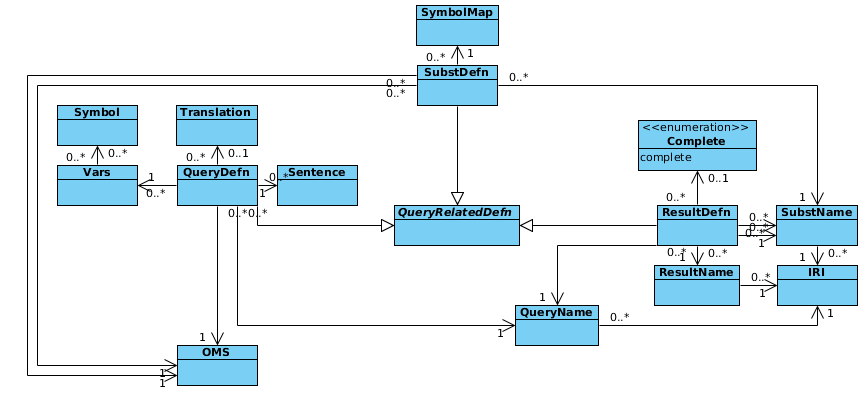 SymbolMap
0..* 1
SubstDefn
0..*
0..*
0..*
Symbol
Translation
<<enumeration>>
Complete
complete
0..* 0..*
0..* 0..1
Vars
1
0..*
QueryDefn
0..*
1
Sentence
0..1
0..*
1
0..* 0..*
QueryRelatedDefn
ResultDefn
0..*
0..*
0..*
1
SubstName
0..*
1
0..*
1
0..*
ResultName
0..*
1
IRI
1
QueryName
0..*
1
1
1
OMS
1
1